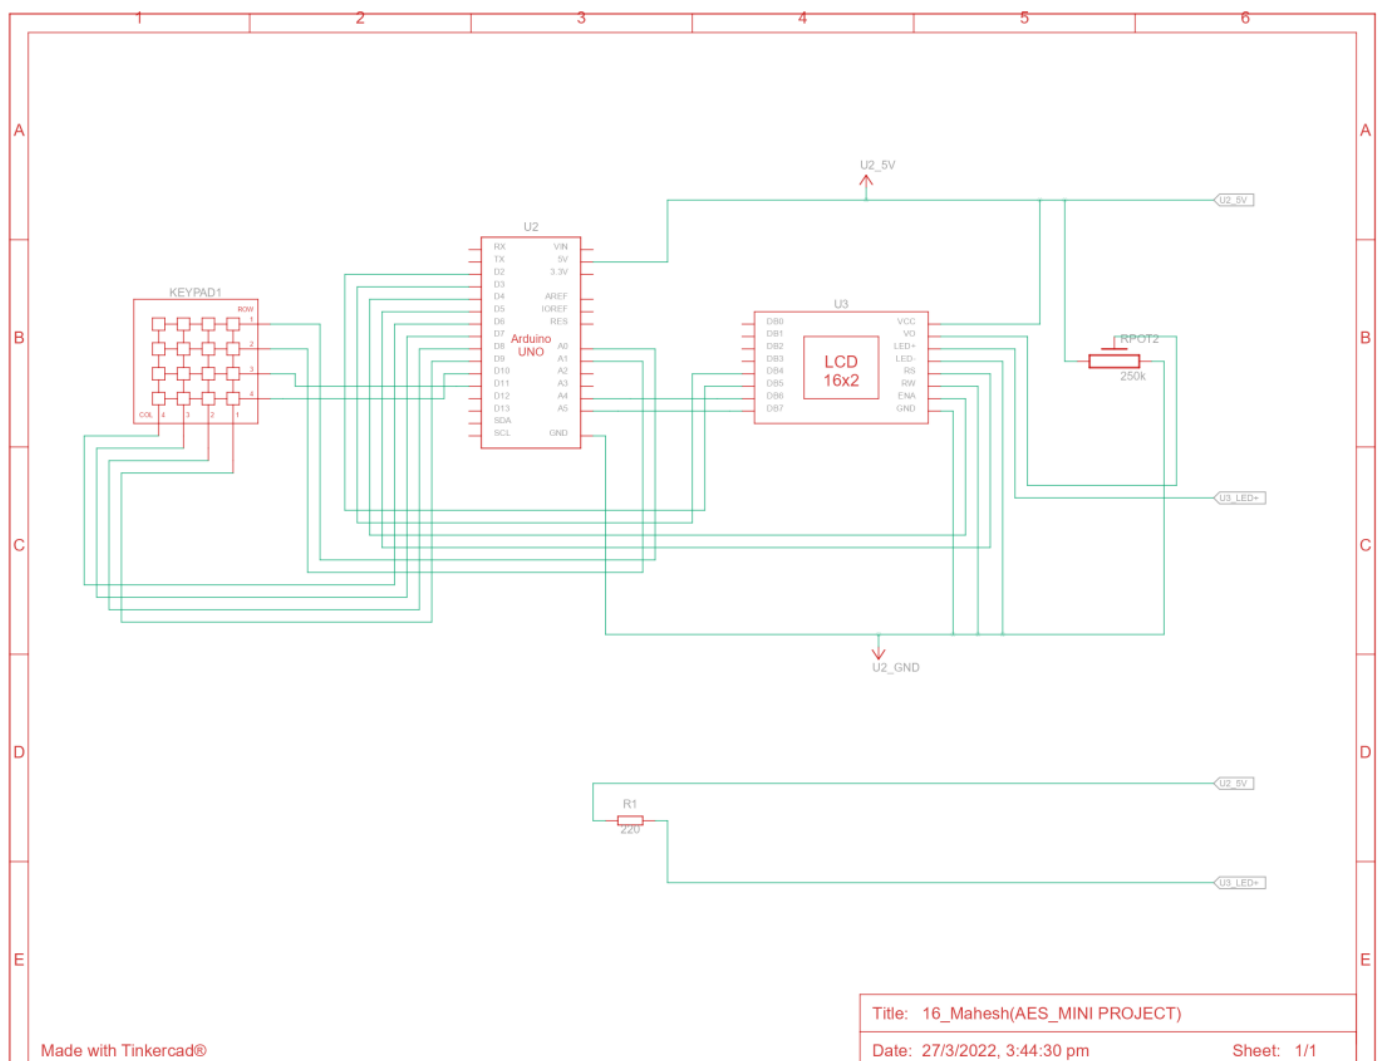 1 2 3 4 5 6
A A
U2_5V
U2_5V
U2
RX VIN
TX 5V
D2 3.3V
D3
D4 AREF
D5 IOREF
D6 RES
D7
D8 A0
D9 A1
D10 A2
D11 A3
D12 A4
D13 A5
SDA
SCL GND
Arduino
UNO
KEYPAD1
ROW
1
2
3
4
COL 4 3 2 1
B B
U3
DB0 VCC
DB1 VO
DB2 LED+
DB3 LED-
DB4 RS
DB5 RW
DB6 ENA
DB7 GND
LCD
16x2
RPOT2
250k
U3_LED+
C C
U2_GND
D D
U2_5V
R1
220
U3_LED+
E E
Title: 16_Mahesh(AES_MINI PROJECT)
Made with Tinkercad®
Date: 27/3/2022, 3:44:30 pm Sheet: 1/1